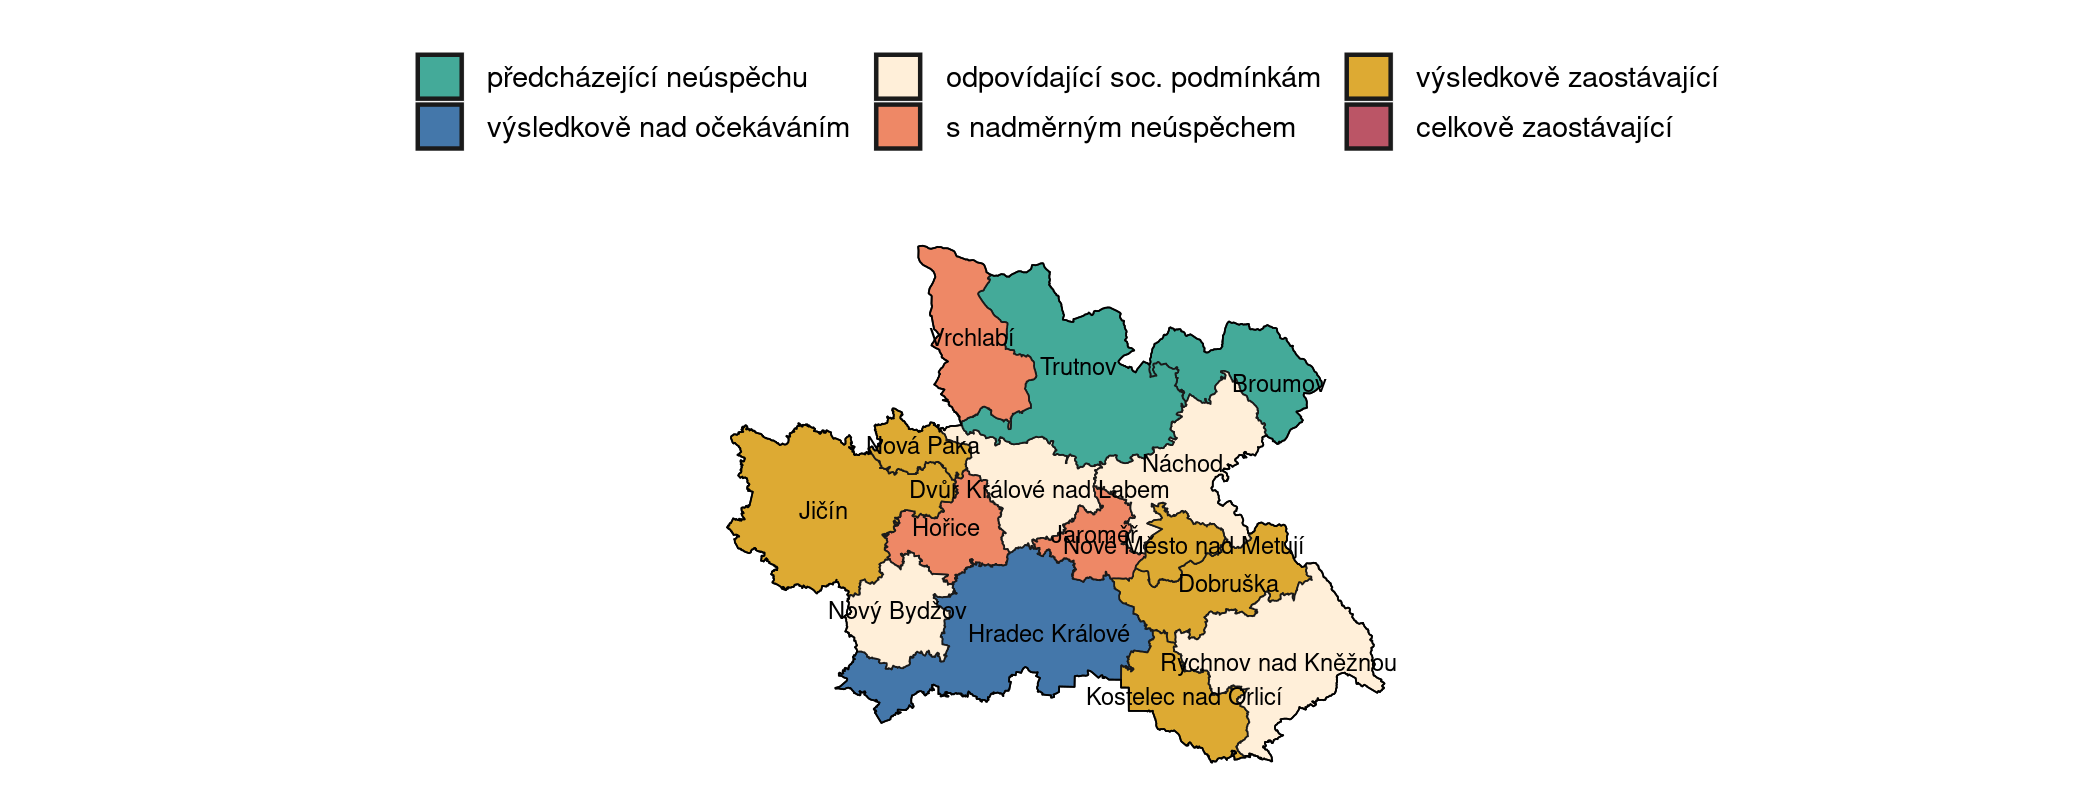 předcházející neúspěchu
odpovídající soc. podmínkám
výsledkově zaostávající
výsledkově nad očekáváním
s nadměrným neúspěchem
celkově zaostávající
Vrchlabí
Trutnov
Broumov
Nová Paka
Náchod
Dvůr Králové nad Labem
Jičín
Hořice
Jaroměř
Nové Město nad Metují
Dobruška
Nový Bydžov
Hradec Králové
Rychnov nad Kněžnou
Kostelec nad Orlicí